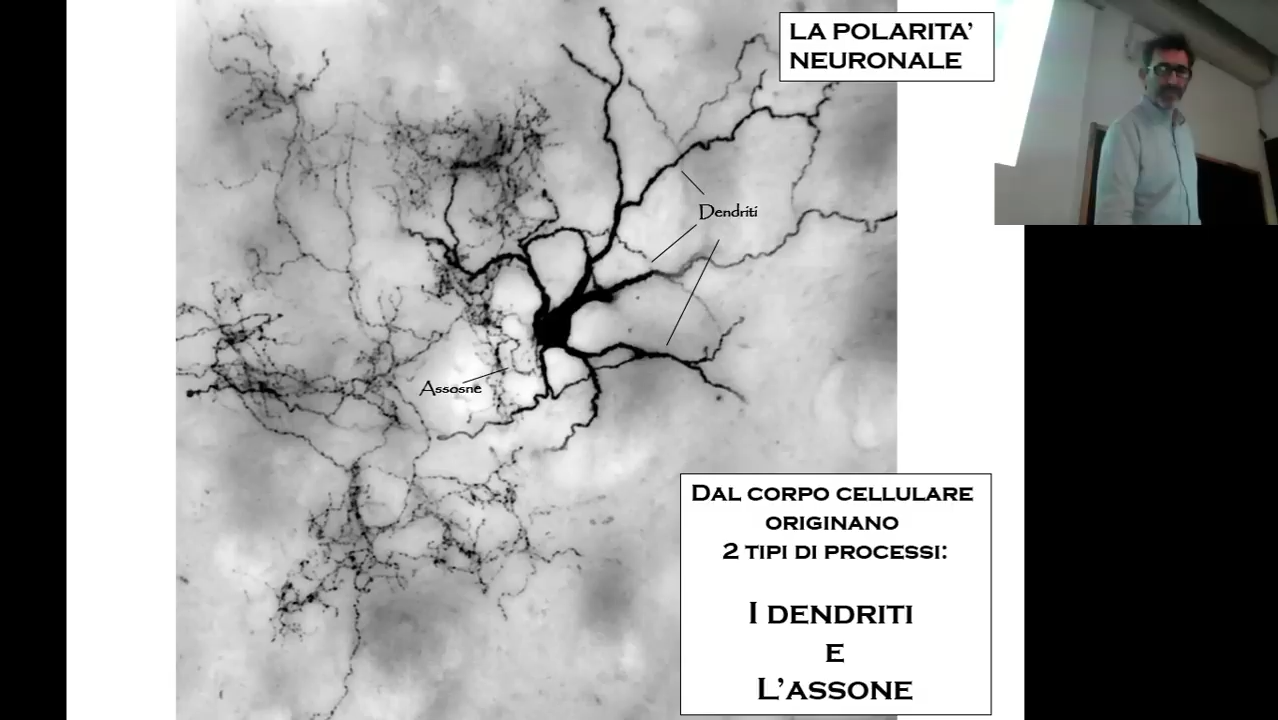 LA POLARITA'
NEURONALE
Dendriti
Assosne
DAL CORPO CELLULARE
ORIGINANO
2 TIPI DI PROCESSI:
I DENDRITI
E
L'ASSONE